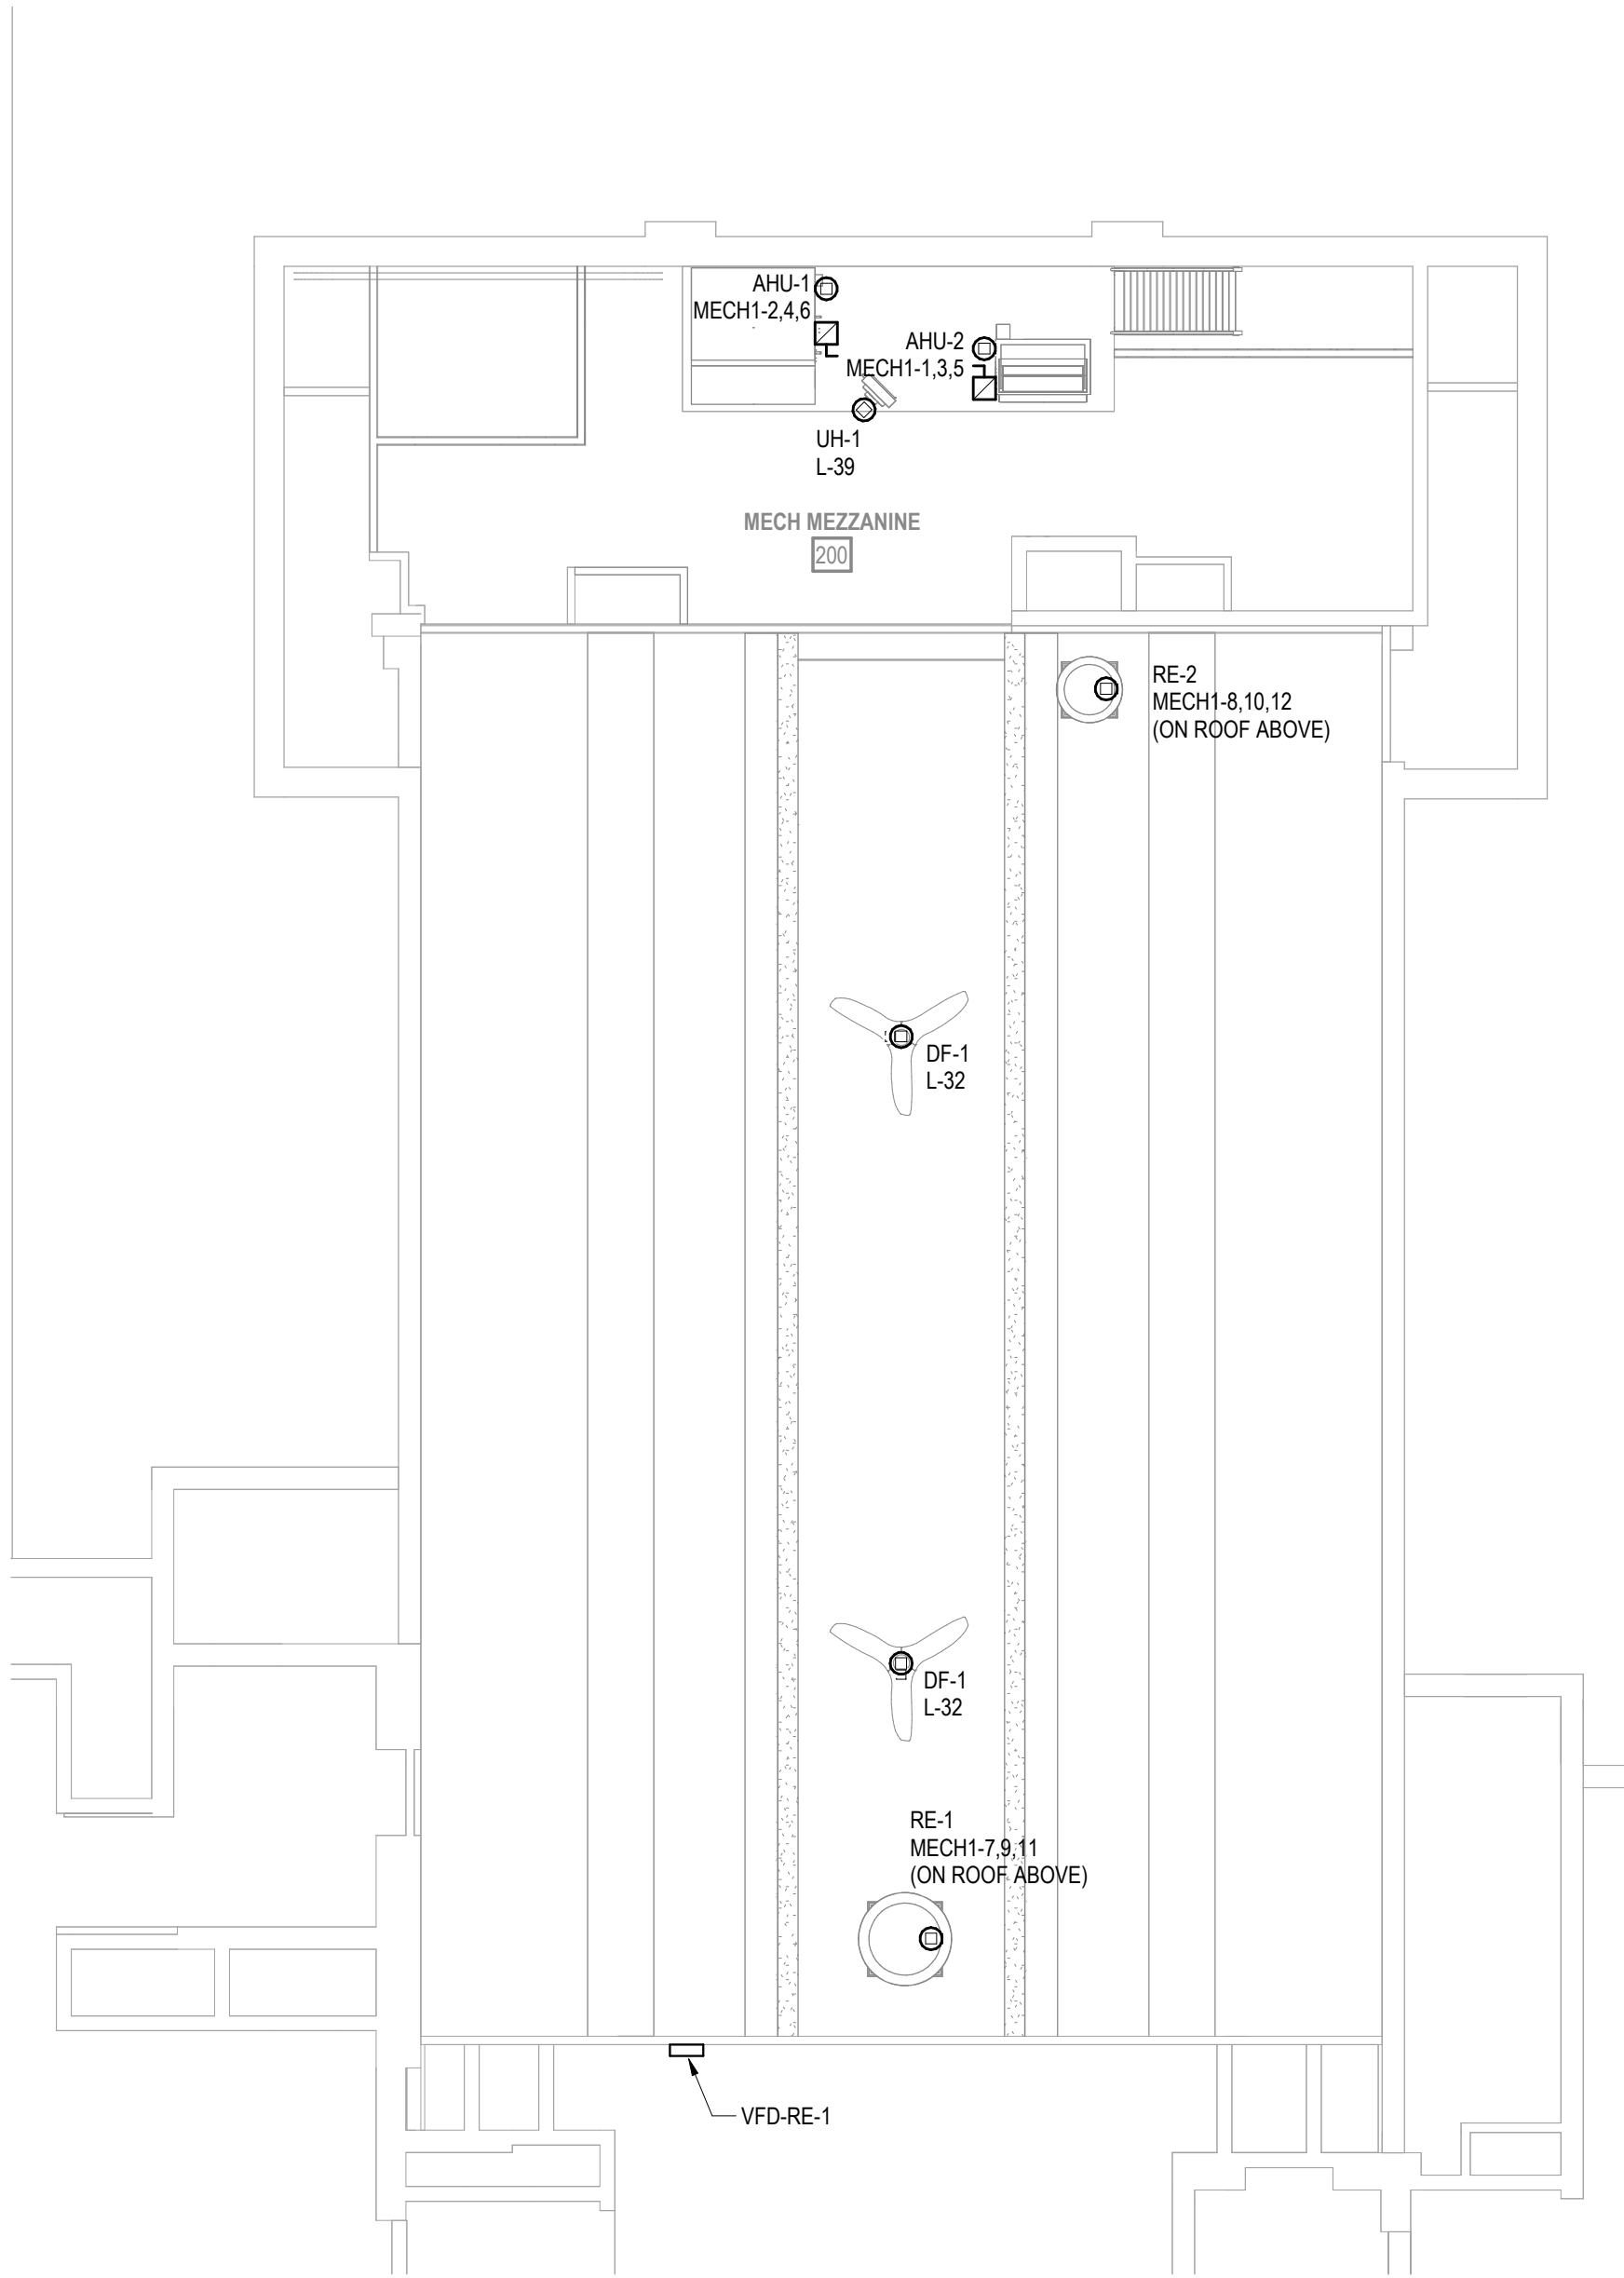 AHU-1
MECH1-2,4,6
AHU-2
MECH1-1,3,5
UH-1
L-39
MECH MEZZANINE
200
RE-2
MECH1-8,10,12
(ON ROOF ABOVE)
DF-1
L-32
DF-1
L-32
RE-1
MECH1-7,9,11
(ON ROOF ABOVE)
VFD-RE-1